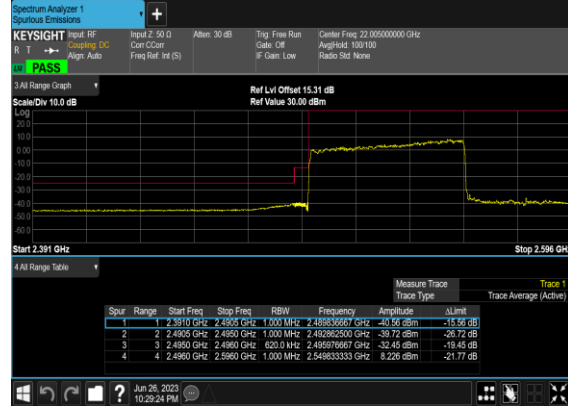 Spectrum Analyzer 1
Spurious Emissions
+
KEYSIGHT Input: RF Input Z: 50 Ω Atten: 30 dB Trig: Free Run Center Freq: 22.005000000 GHz
R T Coupling: DC Corr CCorr Gate: Off Avg|Hold: 100/100
Align: Auto Freq Ref: Int (S) IF Gain: Low Radio Std: None
PASS
3 All Range Graph
Ref Lvl Offset 15.31 dB
Scale/Div 10.0 dB Ref Value 30.00 dBm
Log
20.0
10.0
0.00
-10.0
-20.0
-30.0
-40.0
-50.0
-60.0
Start 2.391 GHz Stop 2.596 GH
4 All Range Table
Measure Trace Trace 1
Trace Type Trace Average (Active)
Spur Range Start Freq Stop Freq RBW Frequency Amplitude ΔLimit
1 1 2.3910 GHz 2.4905 GHz 1.000 MHz 2.489836667 GHz -40.56 dBm -15.56 dB
2 2 2.4905 GHz 2.4950 GHz 1.000 MHz 2.492862500 GHz -39.72 dBm -26.72 dB
3 3 2.4950 GHz 2.4960 GHz 620.0 kHz 2.495976667 GHz -32.45 dBm -19.45 dB
4 4 2.4960 GHz 2.5960 GHz 1.000 MHz 2.549833333 GHz 8.226 dBm -21.77 dB
? Jun 26, 2023
10:29:24 PM